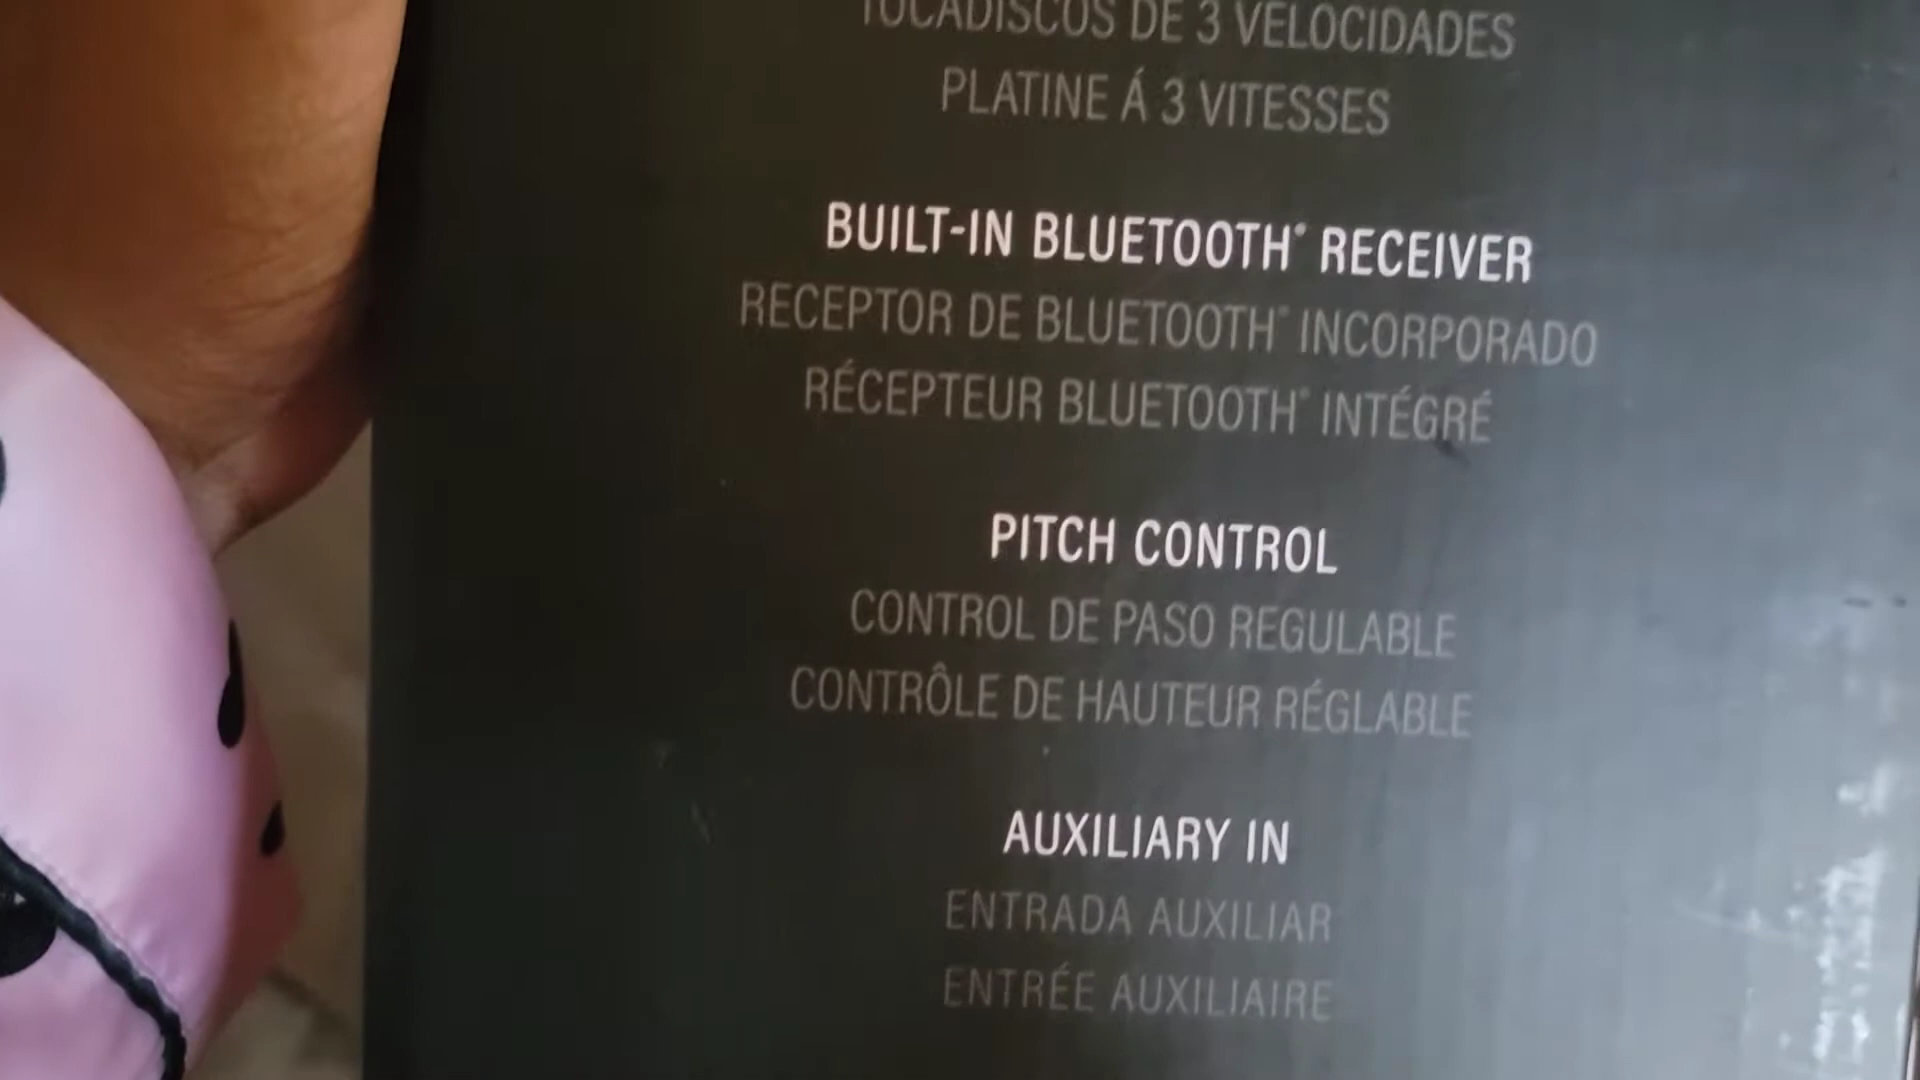 TOCADISCOS DE 3 VELOCIDADES
PLATINE Á 3 VITESSES
BUILT-IN BLUETOOTH® RECEIVER
RECEPTOR DE BLUETOOTH® INCORPORADO
RÉCEPTEUR BLUETOOTH® INTÉGRÉ
PITCH CONTROL
CONTROL DE PASO REGULABLE
CONTRÔLE DE HAUTEUR RÉGLABLE
AUXILIARY IN
ENTRADA AUXILIAR
ENTRÉE AUXILIAIRE